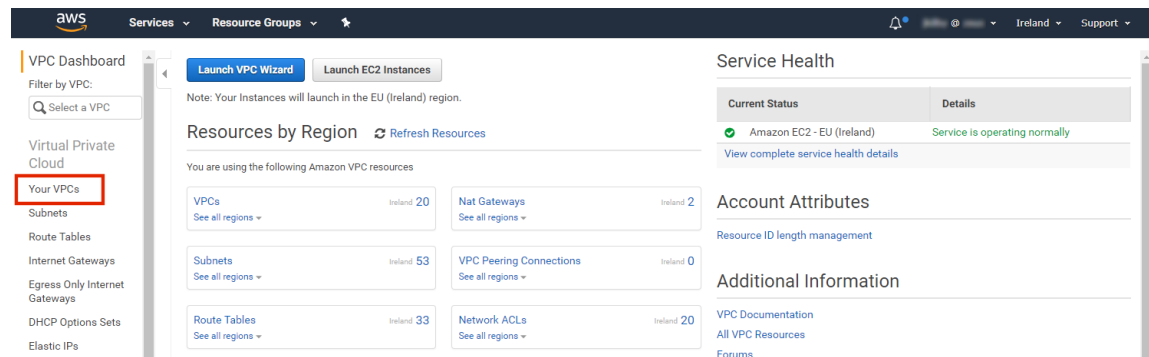 aws
Services
Resource Groups
@
Ireland
Support
VPC Dashboard
Filter by VPC:
Select a VPC
Virtual Private
Cloud
Your VPCs
Subnets
Route Tables
Internet Gateways
Egress Only Internet
Gateways
DHCP Options Sets
Elastic IPs
Launch VPC Wizard
Launch EC2 Instances
Note: Your Instances will launch in the EU (Ireland) region.
Resources by Region
Refresh Resources
You are using the following Amazon VPC resources
VPCs Ireland 20
See all regions
Nat Gateways Ireland 2
See all regions
Subnets Ireland 53
See all regions
VPC Peering Connections Ireland 0
See all regions
Route Tables Ireland 33
See all regions
Network ACLs Ireland 20
See all regions
Service Health
Current Status Details
Amazon EC2 - EU (Ireland) Service is operating normally
View complete service health details
Account Attributes
Resource ID length management
Additional Information
VPC Documentation
All VPC Resources
Forums